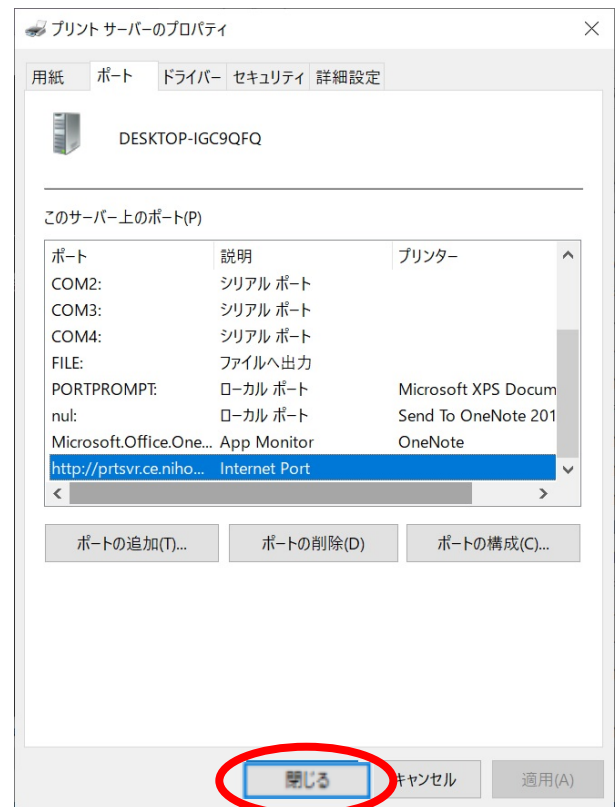 プリント サーバーのプロパティ
用紙 ポート ドライバー セキュリティ 詳細設定
DESKTOP-IGC9QFQ
このサーバー上のポート(P)
ポート 説明 プリンター
COM2: シリアル ポート
COM3: シリアル ポート
COM4: シリアル ポート
FILE: ファイルへ出力
PORTPROMPT: ローカル ポート Microsoft XPS Docum
nul: ローカル ポート Send To OneNote 201
Microsoft.Office.One... App Monitor OneNote
http://prtsvr.ce.niho... Internet Port
ポートの追加(T)... ポートの削除(D) ポートの構成(C)...
閉じる キャンセル 適用(A)